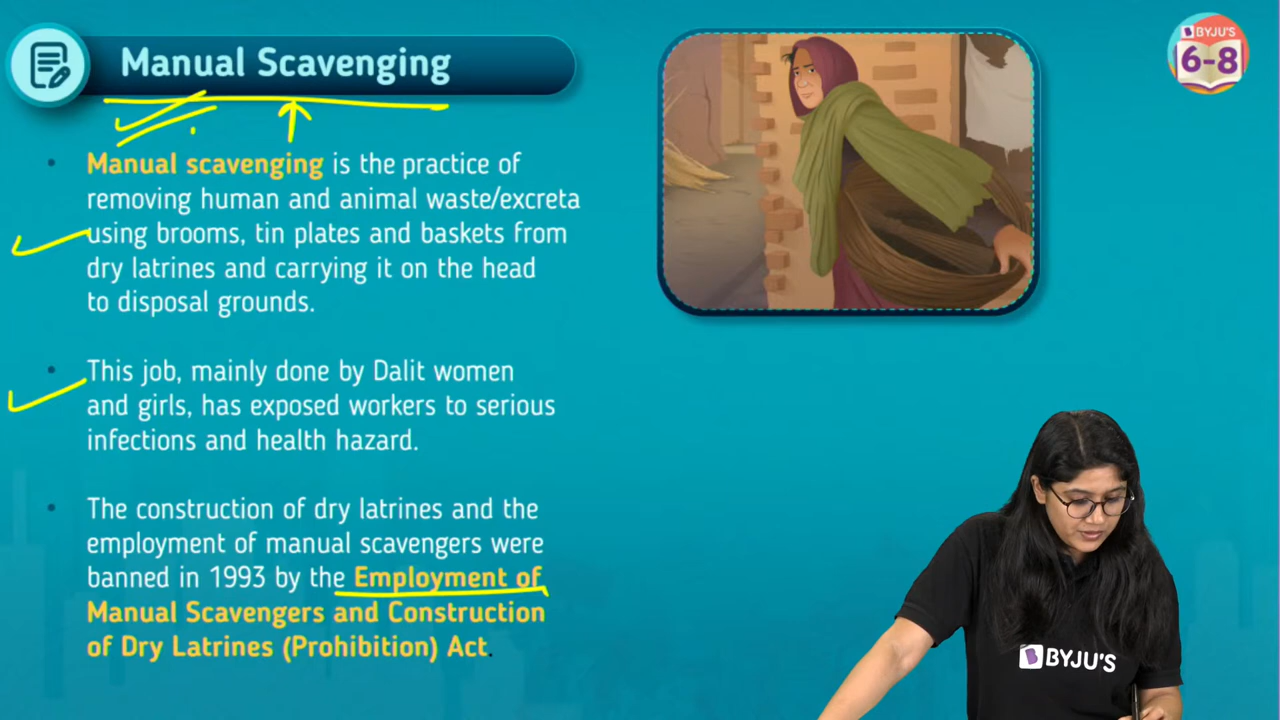 Manual Scavenging
BYJU'S
6-8
• Manual scavenging is the practice of
removing human and animal waste/excreta
using brooms, tin plates and baskets from
dry latrines and carrying it on the head
to disposal grounds.
• This job, mainly done by Dalit women
and girls, has exposed workers to serious
infections and health hazard.
• The construction of dry latrines and the
employment of manual scavengers were
banned in 1993 by the Employment of
Manual Scavengers and Construction
of Dry Latrines (Prohibition) Act.
BYJU'S